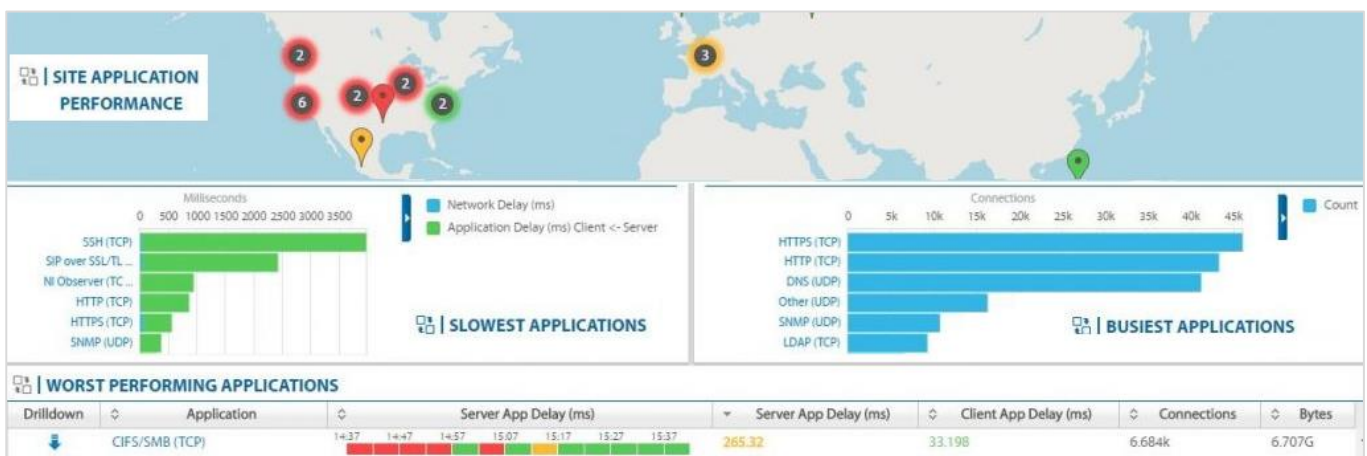 2
3
SITE APPLICATION
PERFORMANCE
2
2
6
2
Milliseconds
0 500 1000 1500 2000 2500 3000 3500
SSH (TCP)
SIP over SSL/TL ...
NI Observer (TC ...
HTTP (TCP)
HTTPS (TCP)
SNMP (UDP)
Network Delay (ms)
Application Delay (ms) Client <- Server
SLOWEST APPLICATIONS
Connections
0 5k 10k 15k 20k 25k 30k 35k 40k 45k
HTTPS (TCP)
HTTP (TCP)
DNS (UDP)
Other (UDP)
SNMP (UDP)
LDAP (TCP)
Count
BUSIEST APPLICATIONS
WORST PERFORMING APPLICATIONS
Drilldown Application Server App Delay (ms) Server App Delay (ms) Client App Delay (ms) Connections Bytes
14:37 14:47 14:57 15:07 15:17 15:27 15:37
CIFS/SMB (TCP) 265.32 33.198 6.684k 6.707G